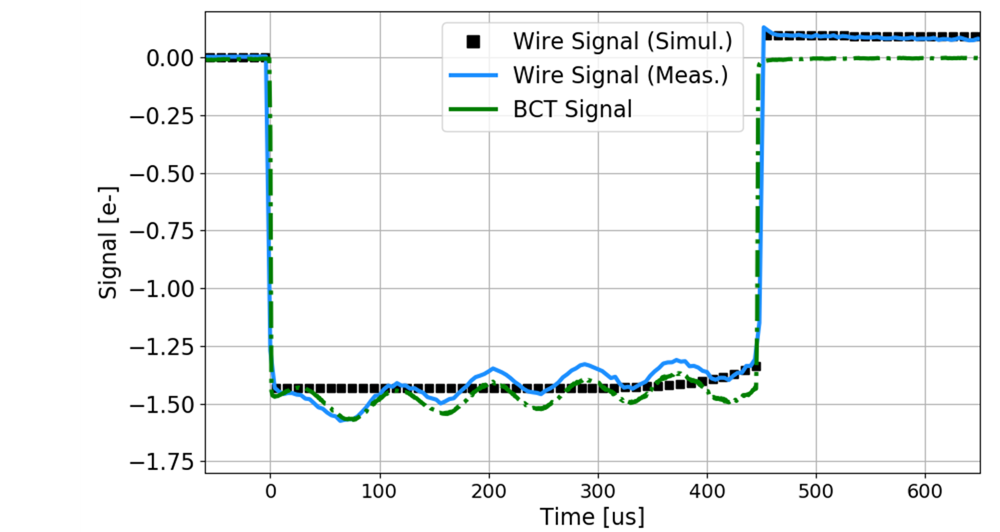 Wire Signal (Simul.)
Wire Signal (Meas.)
BCT Signal
Signal [e-]
0.00
−0.25
−0.50
−0.75
−1.00
−1.25
−1.50
−1.75
0 100 200 300 400 500 600
Time [us]